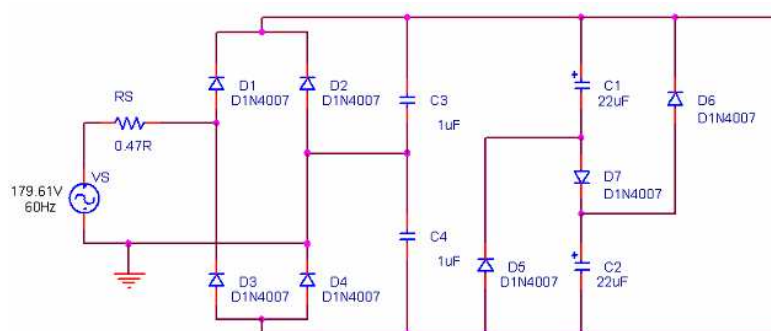 D1
D1N4007
D2
D1N4007
C3
1uF
C1
22uF
D6
D1N4007
RS
0.47R
VS
179.61V
60Hz
D7
D1N4007
C4
1uF
D3
D1N4007
D4
D1N4007
D5
D1N4007
C2
22uF